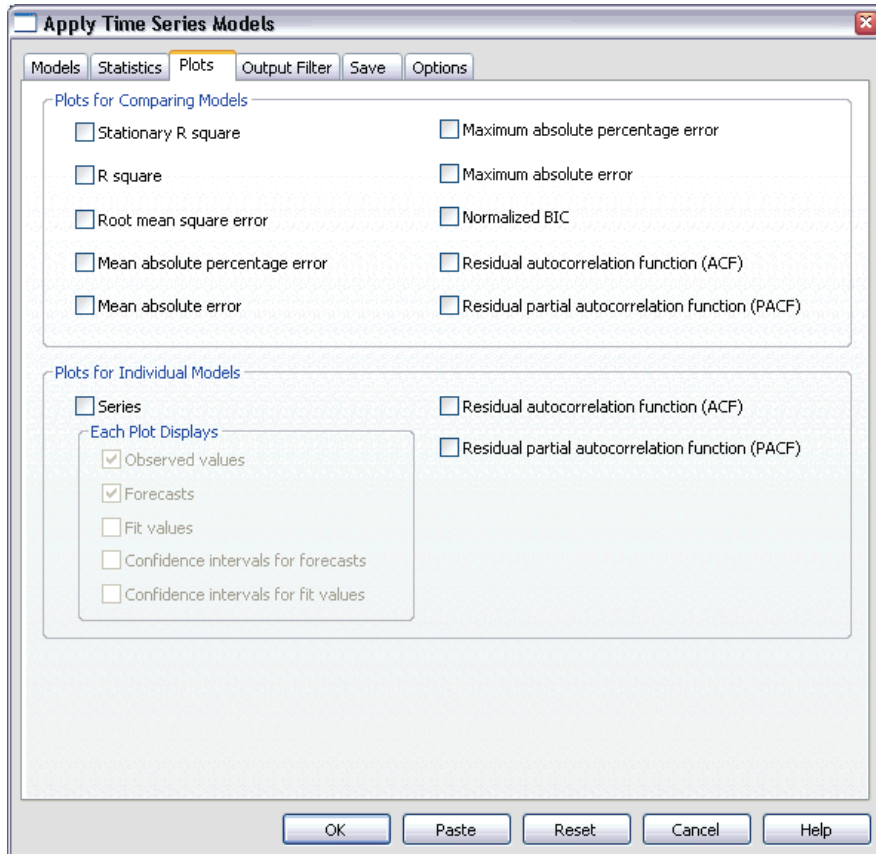 Apply Time Series Models
Models Statistics Plots Output Filter Save Options
Plots for Comparing Models
Stationary R square
R square
Root mean square error
Mean absolute percentage error
Mean absolute error
Maximum absolute percentage error
Maximum absolute error
Normalized BIC
Residual autocorrelation function (ACF)
Residual partial autocorrelation function (PACF)
Plots for Individual Models
Series
Each Plot Displays
Observed values
Forecasts
Fit values
Confidence intervals for forecasts
Confidence intervals for fit values
Residual autocorrelation function (ACF)
Residual partial autocorrelation function (PACF)
OK Paste Reset Cancel Help